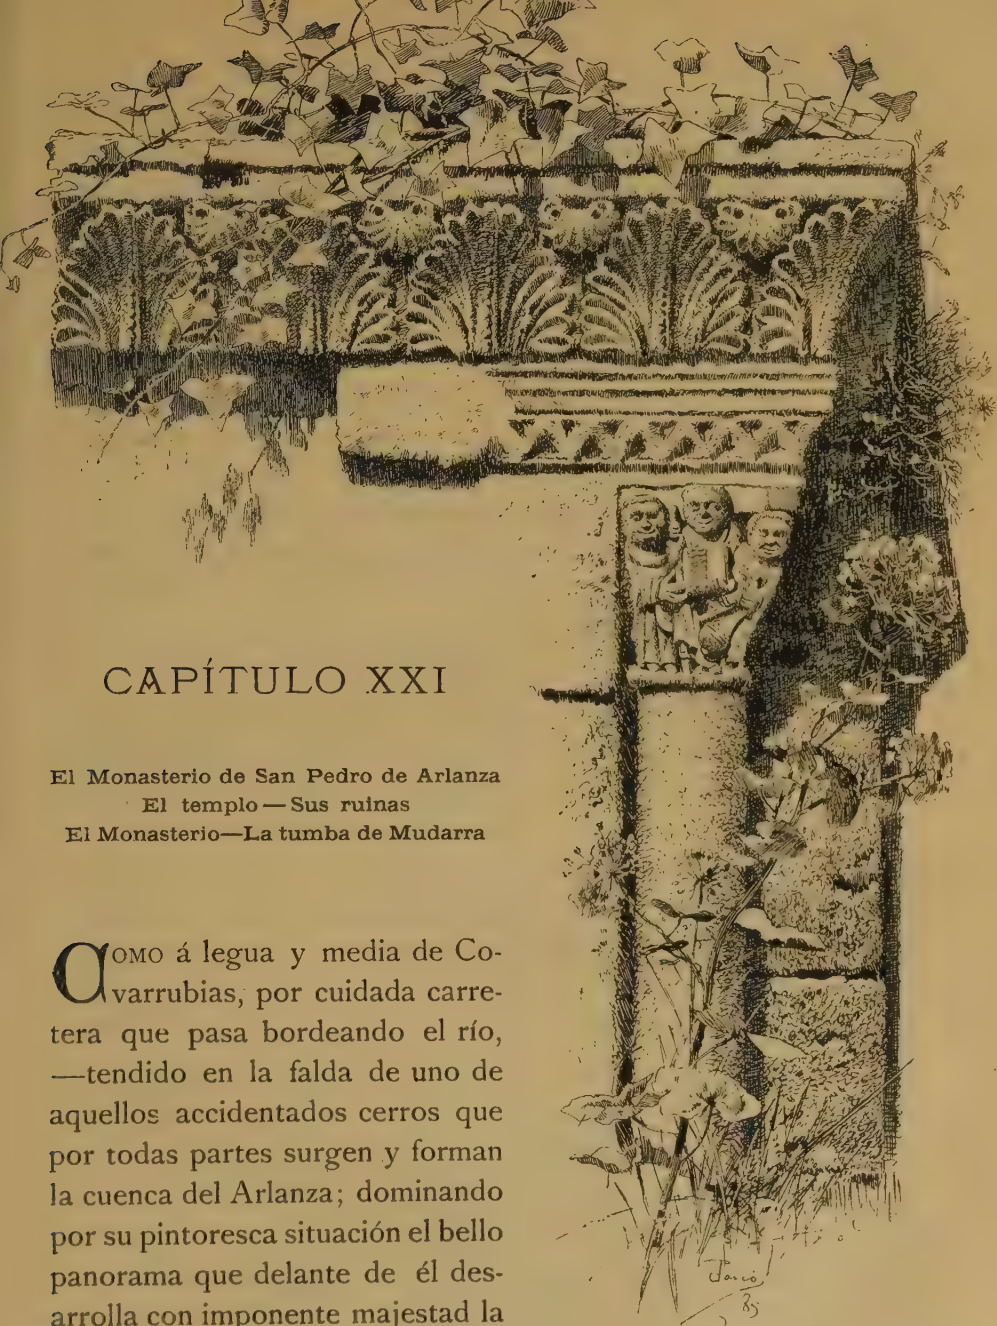 CAPÍTULO XXI
El Monasterio de San Pedro de Arlanza
El templo — Sus ruinas
El Monasterio—La tumba de Mudarra
COMO á legua y media de Co-
varrubias, por cuidada carre-
tera que pasa bordeando el río,
—tendido en la falda de uno de
aquellos accidentados cerros que
por todas partes surgen y forman
la cuenca del Arlanza; dominando
por su pintoresca situación el bello
panorama que delante de él des-
arrolla con imponente majestad la